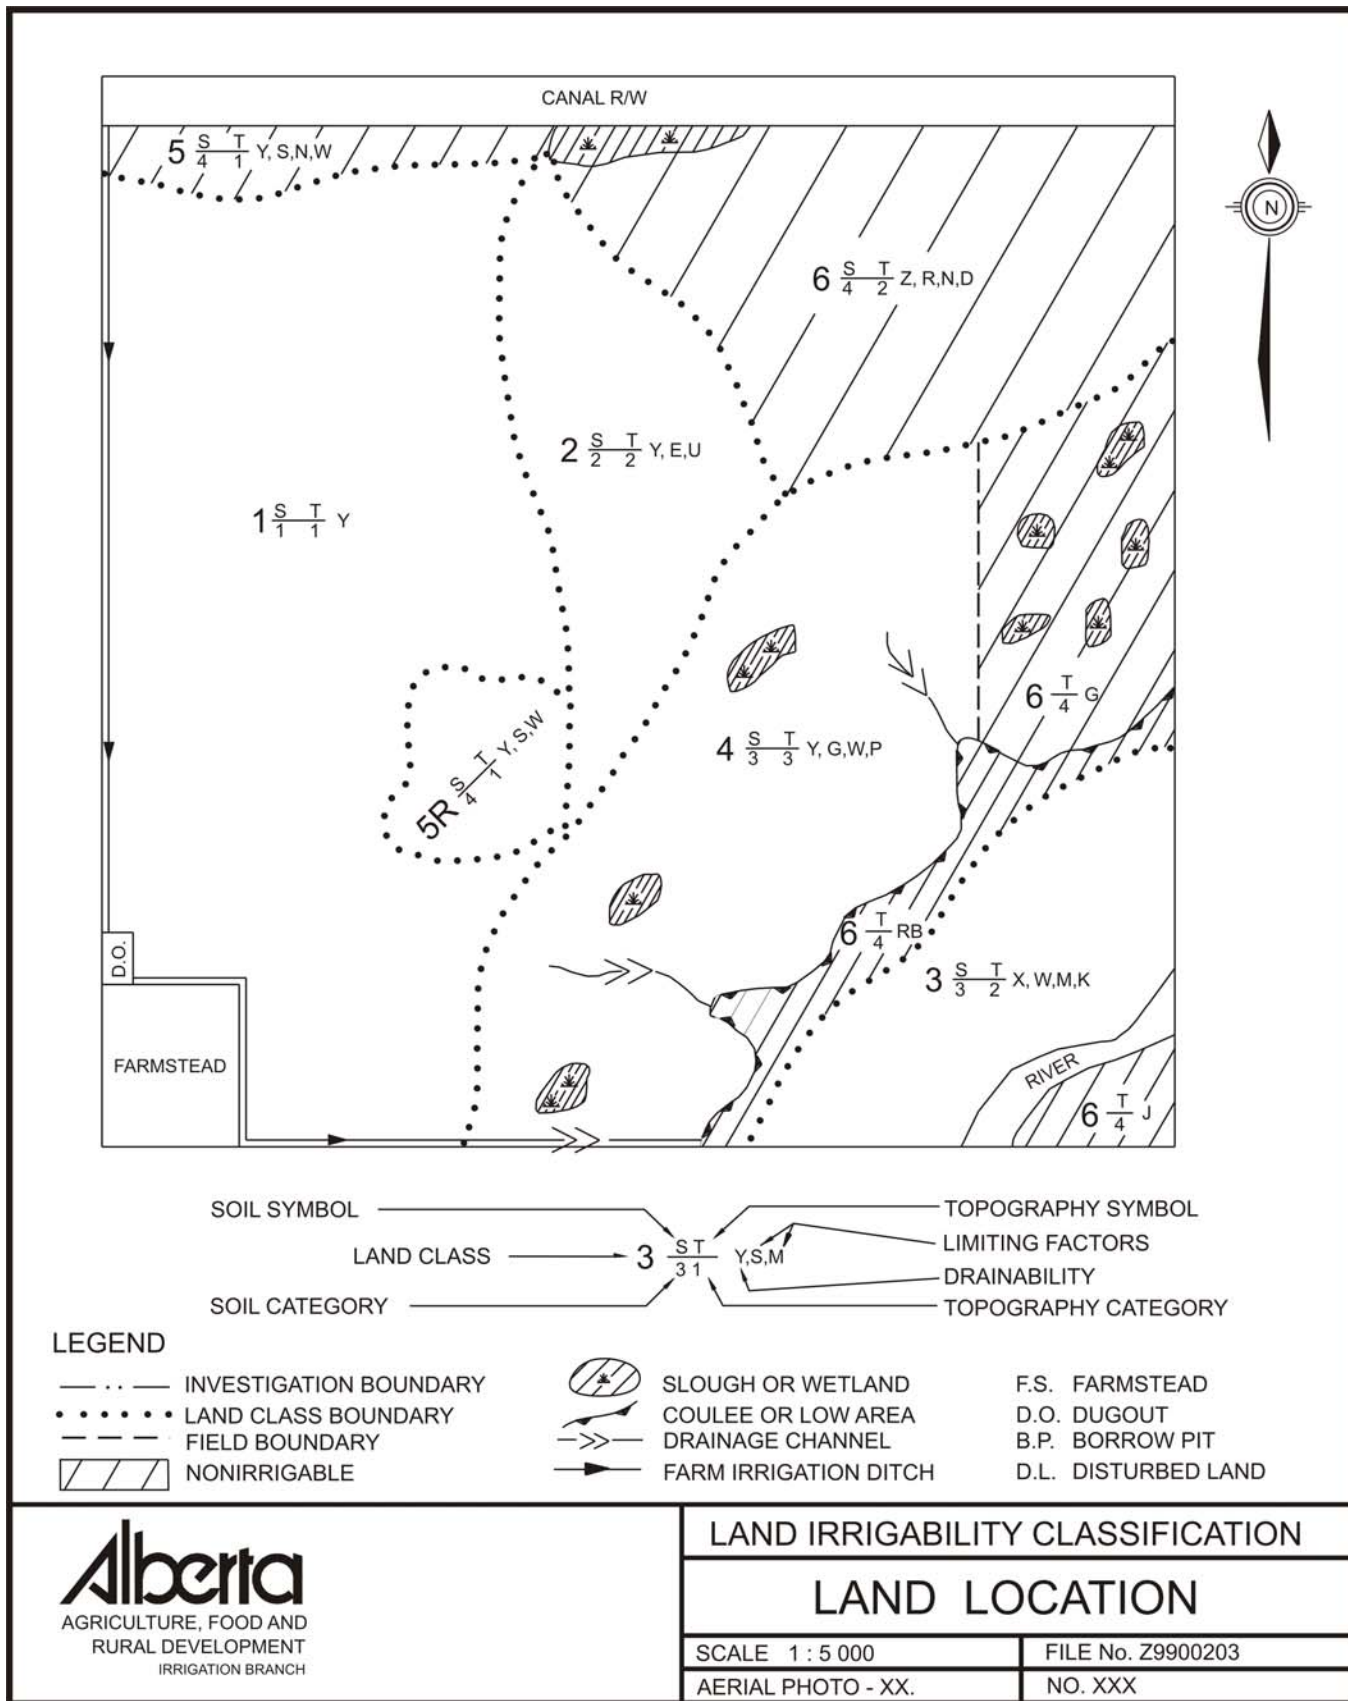 CANAL R/W
5 S T Y, S,N,W
4 1
N
6 S T Z, R,N,D
4 2
2 S T Y, E,U
2 2
1 S T Y
1 1
6 T G
4
5R S T Y, S,W
4 1
4 S T Y, G,W,P
3 3
6 T RB
4
D.O.
3 S T X, W,M,K
3 2
FARMSTEAD
RIVER
6 T J
4
SOIL SYMBOL
TOPOGRAPHY SYMBOL
LAND CLASS
3 S T Y,S,M
3 1
LIMITING FACTORS
DRAINABILITY
SOIL CATEGORY
TOPOGRAPHY CATEGORY
LEGEND
INVESTIGATION BOUNDARY
LAND CLASS BOUNDARY
FIELD BOUNDARY
NONIRRIGABLE
SLOUGH OR WETLAND
COULEE OR LOW AREA
DRAINAGE CHANNEL
FARM IRRIGATION DITCH
F.S. FARMSTEAD
D.O. DUGOUT
B.P. BORROW PIT
D.L. DISTURBED LAND
Alberta
AGRICULTURE, FOOD AND
RURAL DEVELOPMENT
IRRIGATION BRANCH
LAND IRRIGABILITY CLASSIFICATION
LAND LOCATION
SCALE 1 : 5 000
FILE No. Z9900203
AERIAL PHOTO - XX.
NO. XXX